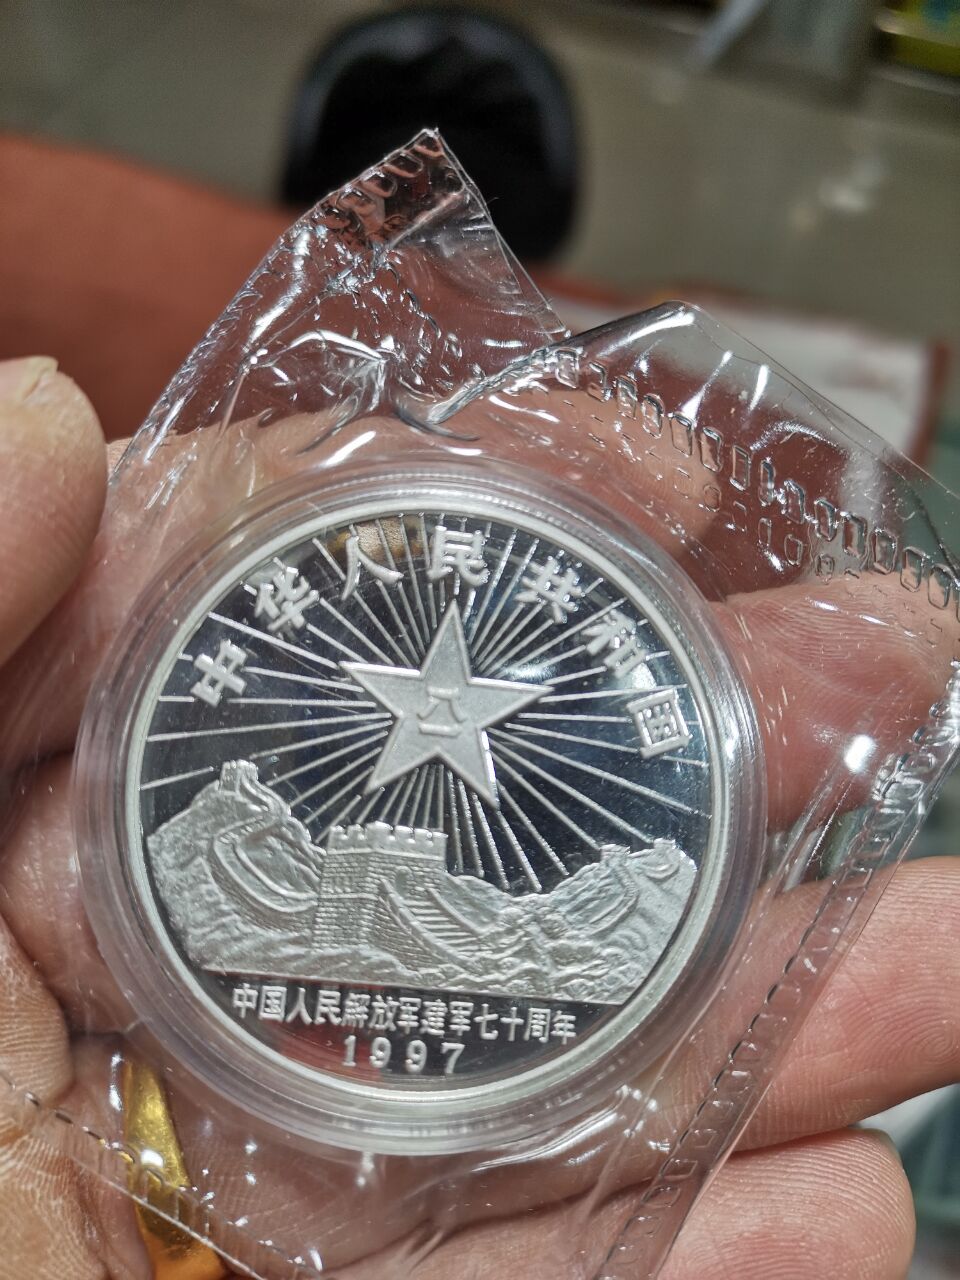 中华人民共和国
八一
中国人民解放军建军七十周年
1997